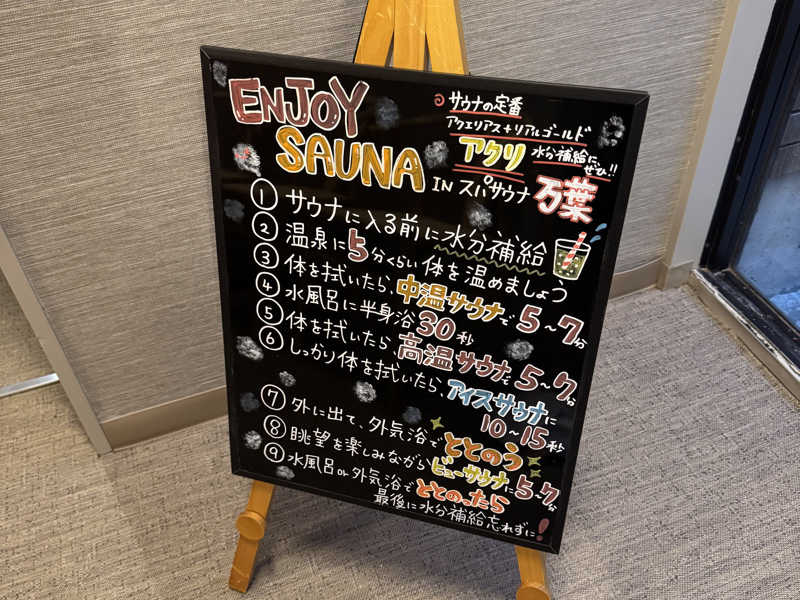 ENJOY
SAUNA
IN スパサウナ 万葉
サウナの定番
アクエリアス+リアルゴールド
アクリ 水分補給に、ぜひ!!
① サウナに入る前に水分補給
② 温泉に5分くらい体を温めましょう
③ 体を拭いたら、中温サウナで5〜7分
④ 水風呂に半身浴30秒
⑤ 体を拭いたら高温サウナで5〜7分
⑥ しっかり体を拭いたら、アイスサウナに
10〜15秒
⑦ 外に出て、外気浴でととのう
⑧ 眺望を楽しみながらビューサウナに5〜7分
⑨ 水風呂or外気浴でととのったら
最後に水分補給忘れずに!